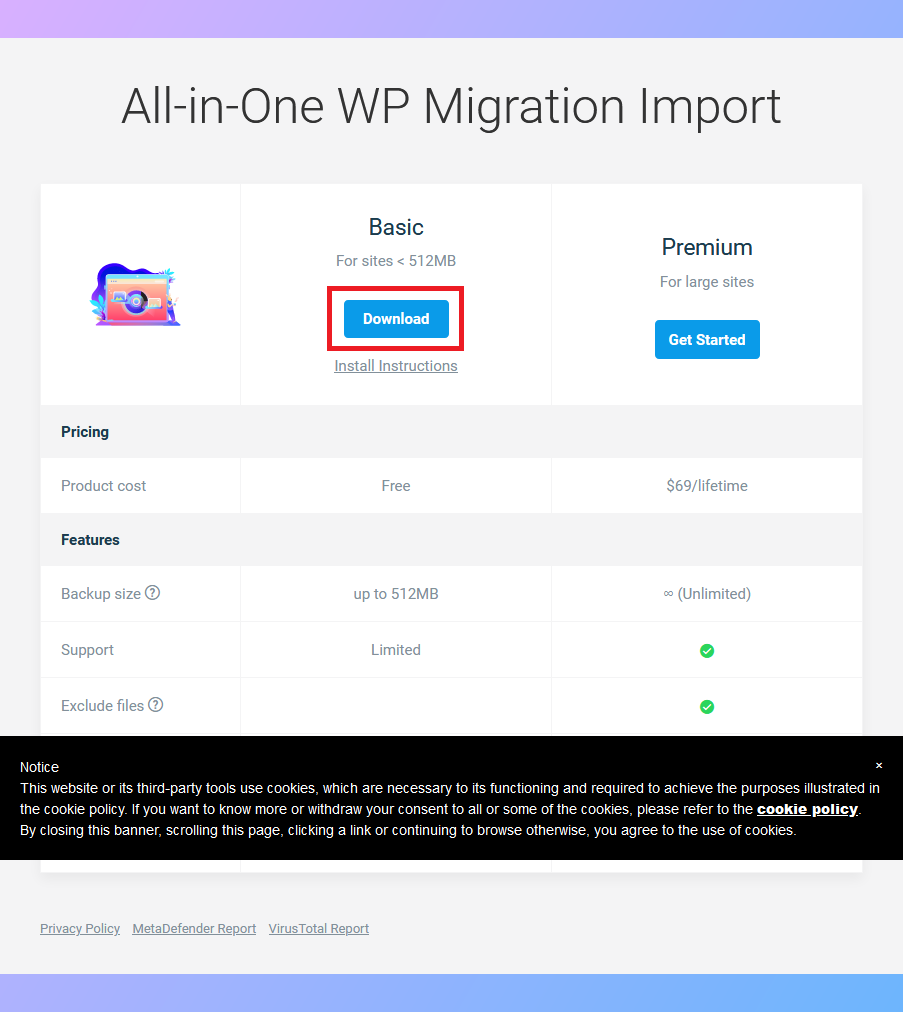 All-in-One WP Migration Import
Basic
For sites < 512MB
Download
Install Instructions
Premium
For large sites
Get Started
Pricing
Product cost
Free
$69/lifetime
Features
Backup size ?
up to 512MB
∞ (Unlimited)
Support
Limited
Exclude files ?
Notice
×
This website or its third-party tools use cookies, which are necessary to its functioning and required to achieve the purposes illustrated in
the cookie policy. If you want to know more or withdraw your consent to all or some of the cookies, please refer to the cookie policy.
By closing this banner, scrolling this page, clicking a link or continuing to browse otherwise, you agree to the use of cookies.
Privacy Policy MetaDefender Report VirusTotal Report